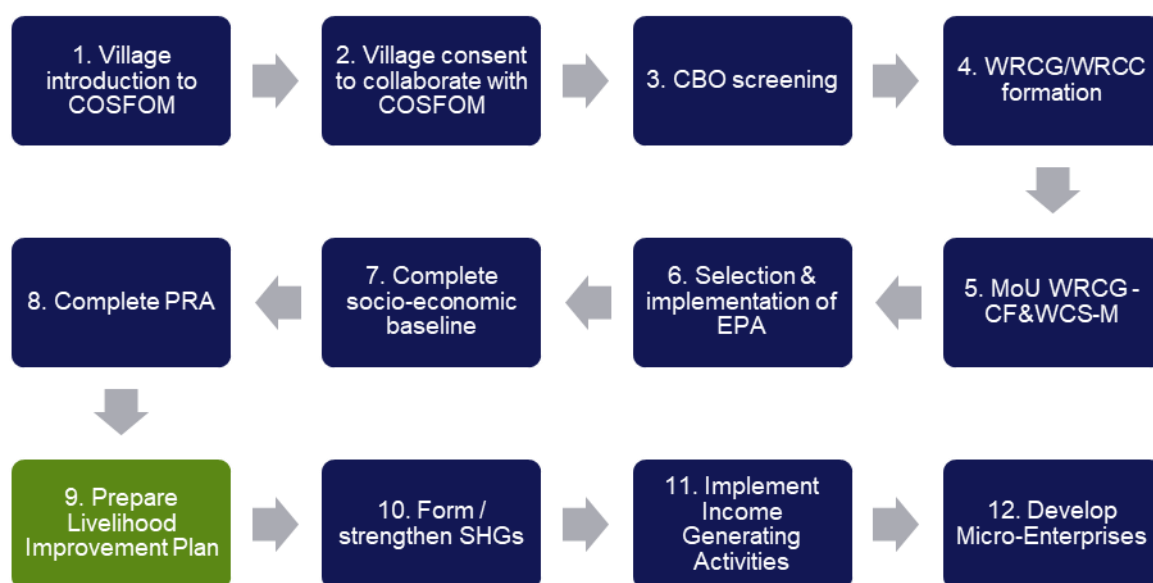 1. Village
introduction to
COSFOM
2. Village consent
to collaborate with
COSFOM
3. CBO screening
4. WRCG/WRCC
formation
5. MoU WRCG -
CF&WCS-M
6. Selection &
implementation of
EPA
7. Complete
socio-economic
baseline
8. Complete PRA
9. Prepare
Livelihood
Improvement Plan
10. Form /
strengthen SHGs
11. Implement
Income
Generating
Activities
12. Develop
Micro-Enterprises